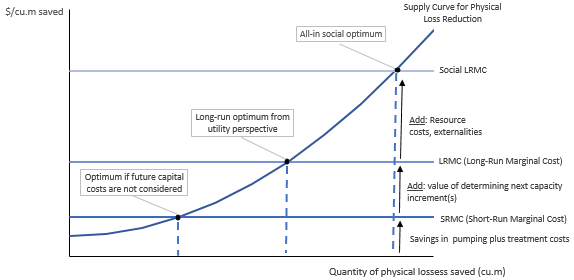 $/cu.m saved
Supply Curve for Physical
Loss Reduction
All-in social optimum
Social LRMC
Long-run optimum from
utility perspective
Add: Resource
costs, externalities
LRMC (Long-Run Marginal Cost)
Optimum if future capital
costs are not considered
Add: value of determining next capacity
increment(s)
SRMC (Short-Run Marginal Cost)
Savings in pumping plus treatment costs
Quantity of physical lossess saved (cu.m)